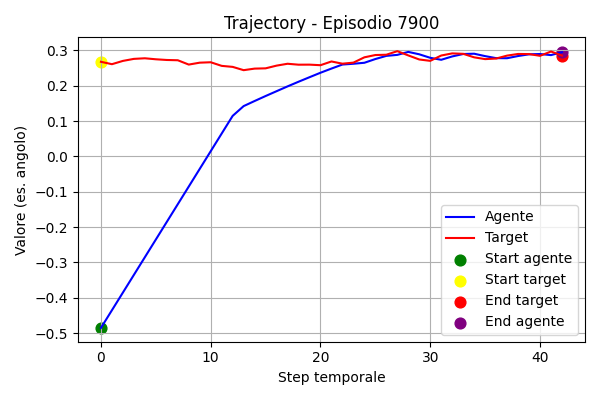 Trajectory - Episodio 7900
Valore (es. angolo)
0.3
0.2
0.1
0.0
−0.1
−0.2
−0.3
−0.4
−0.5
Agente
Target
Start agente
Start target
End target
End agente
0 10 20 30 40
Step temporale